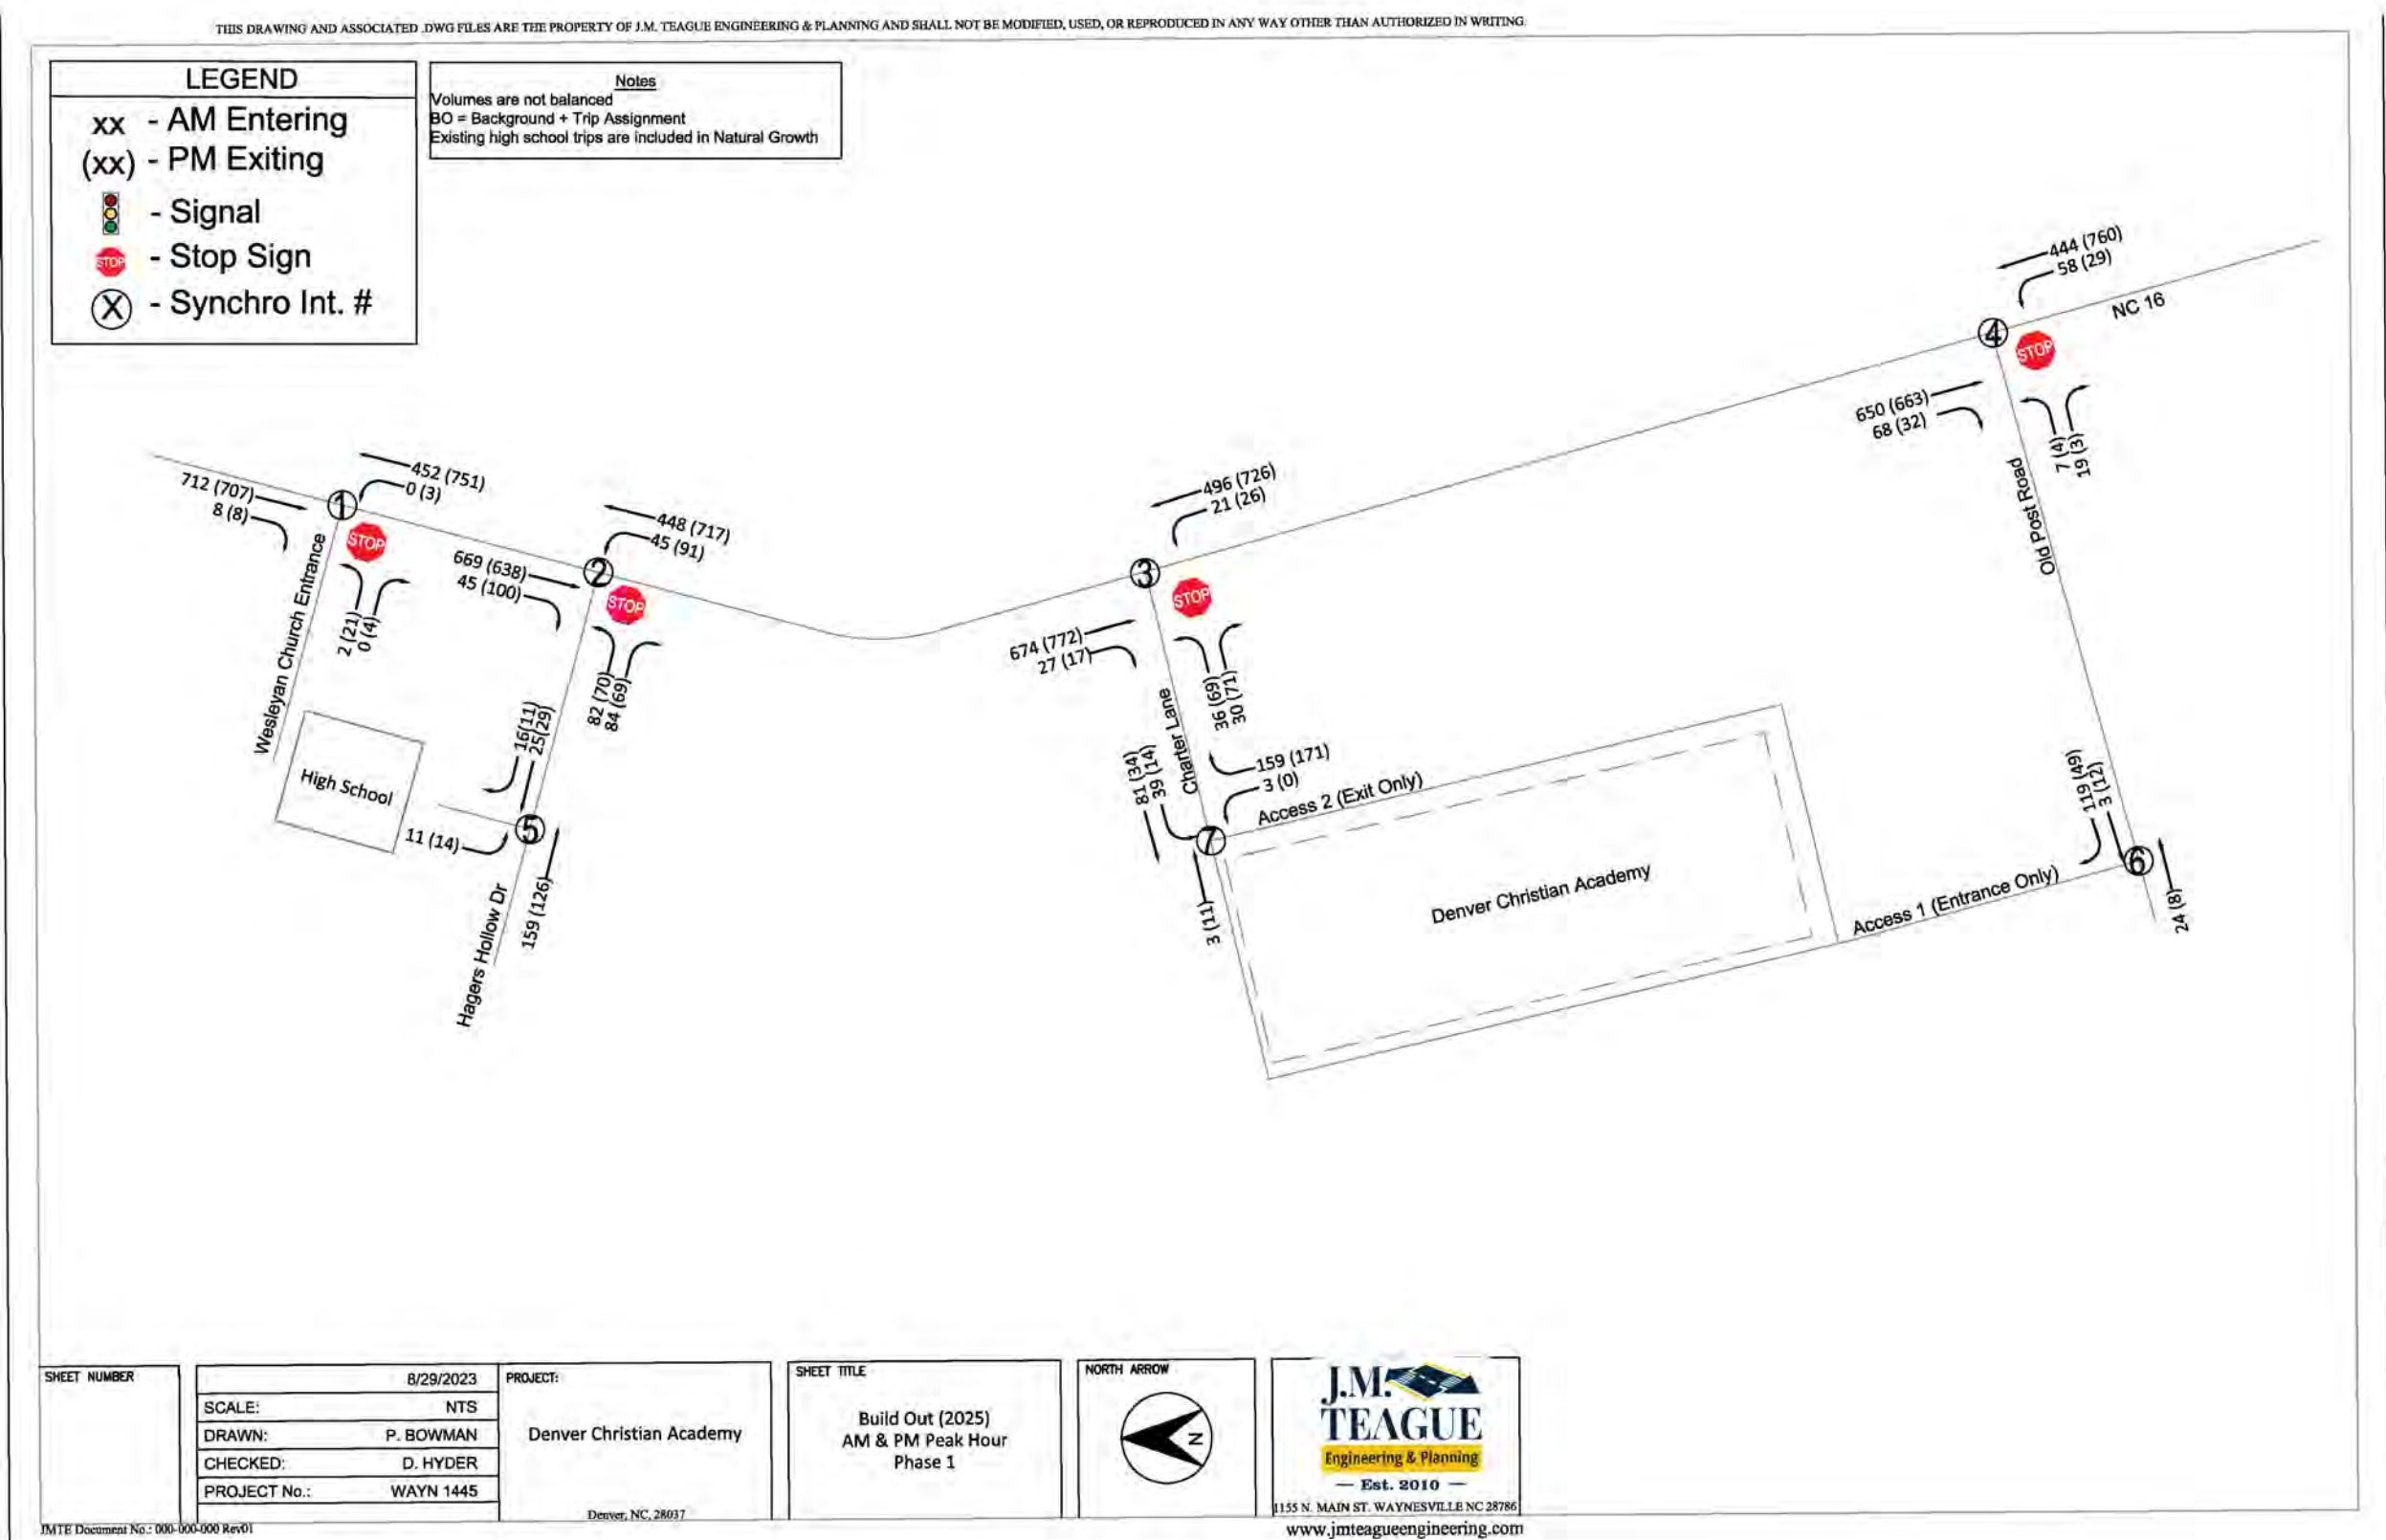 THIS DRAWING AND ASSOCIATED .DWG FILES ARE THE PROPERTY OF J.M. TEAGUE ENGINEERING & PLANNING AND SHALL NOT BE MODIFIED, USED, OR REPRODUCED IN ANY WAY OTHER THAN AUTHORIZED IN WRITING.
LEGEND
xx - AM Entering
(xx) - PM Exiting
- Signal
STOP - Stop Sign
X - Synchro Int. #
Notes
Volumes are not balanced
BO = Background + Trip Assignment
Existing high school trips are included in Natural Growth
444 (760)
58 (29)
NC 16
4
STOP
650 (663)
68 (32)
7 (4)
19 (3)
Old Post Road
452 (751)
0 (3)
712 (707)
8 (8)
1
STOP
Wesleyan Church Entrance
2 (21)
0 (4)
448 (717)
45 (91)
669 (638)
45 (100)
2
STOP
82 (70)
84 (69)
496 (726)
21 (26)
3
STOP
674 (772)
27 (17)
36 (69)
30 (71)
Charter Lane
81 (34)
39 (14)
159 (171)
3 (0)
Access 2 (Exit Only)
7
3 (11)
16(11)
25(29)
High School
11 (14)
5
159 (126)
Hagers Hollow Dr
Denver Christian Academy
119 (49)
3 (12)
6
24 (8)
Access 1 (Entrance Only)
SHEET NUMBER
8/29/2023
SCALE: NTS
DRAWN: P. BOWMAN
CHECKED: D. HYDER
PROJECT No.: WAYN 1445
PROJECT:
Denver Christian Academy
Denver, NC, 28037
SHEET TITLE
Build Out (2025)
AM & PM Peak Hour
Phase 1
NORTH ARROW
N
J.M.
TEAGUE
Engineering & Planning
— Est. 2010 —
1155 N. MAIN ST. WAYNESVILLE NC 28786
www.jmteagueengineering.com
JMTE Document No.: 000-000-000 Rev01